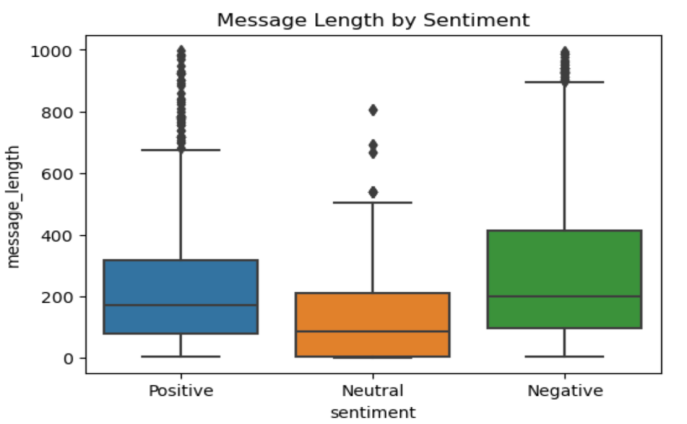 Message Length by Sentiment
message_length
1000
800
600
400
200
0
Positive Neutral Negative
sentiment